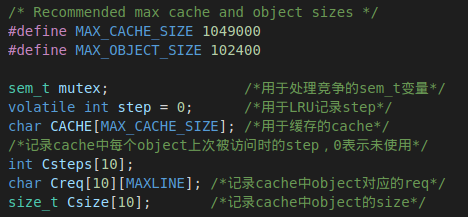 /* Recommended max cache and object sizes */
#define MAX_CACHE_SIZE 1049000
#define MAX_OBJECT_SIZE 102400
sem_t mutex; /*用于处理竞争的sem_t变量*/
volatile int step = 0; /*用于LRU记录step*/
char CACHE[MAX_CACHE_SIZE]; /*用于缓存的cache*/
/*记录cache中每个object上次被访问时的step，0表示未使用*/
int Csteps[10];
char Creq[10][MAXLINE]; /*记录cache中object对应的req*/
size_t Csize[10]; /*记录cache中object的size*/